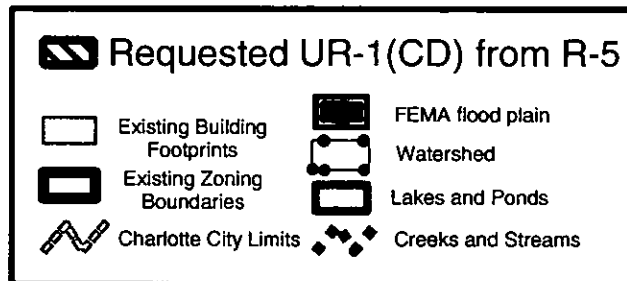 Requested UR-1(CD) from R-5
Existing Building
Footprints
Existing Zoning
Boundaries
Charlotte City Limits
FEMA flood plain
Watershed
Lakes and Ponds
Creeks and Streams